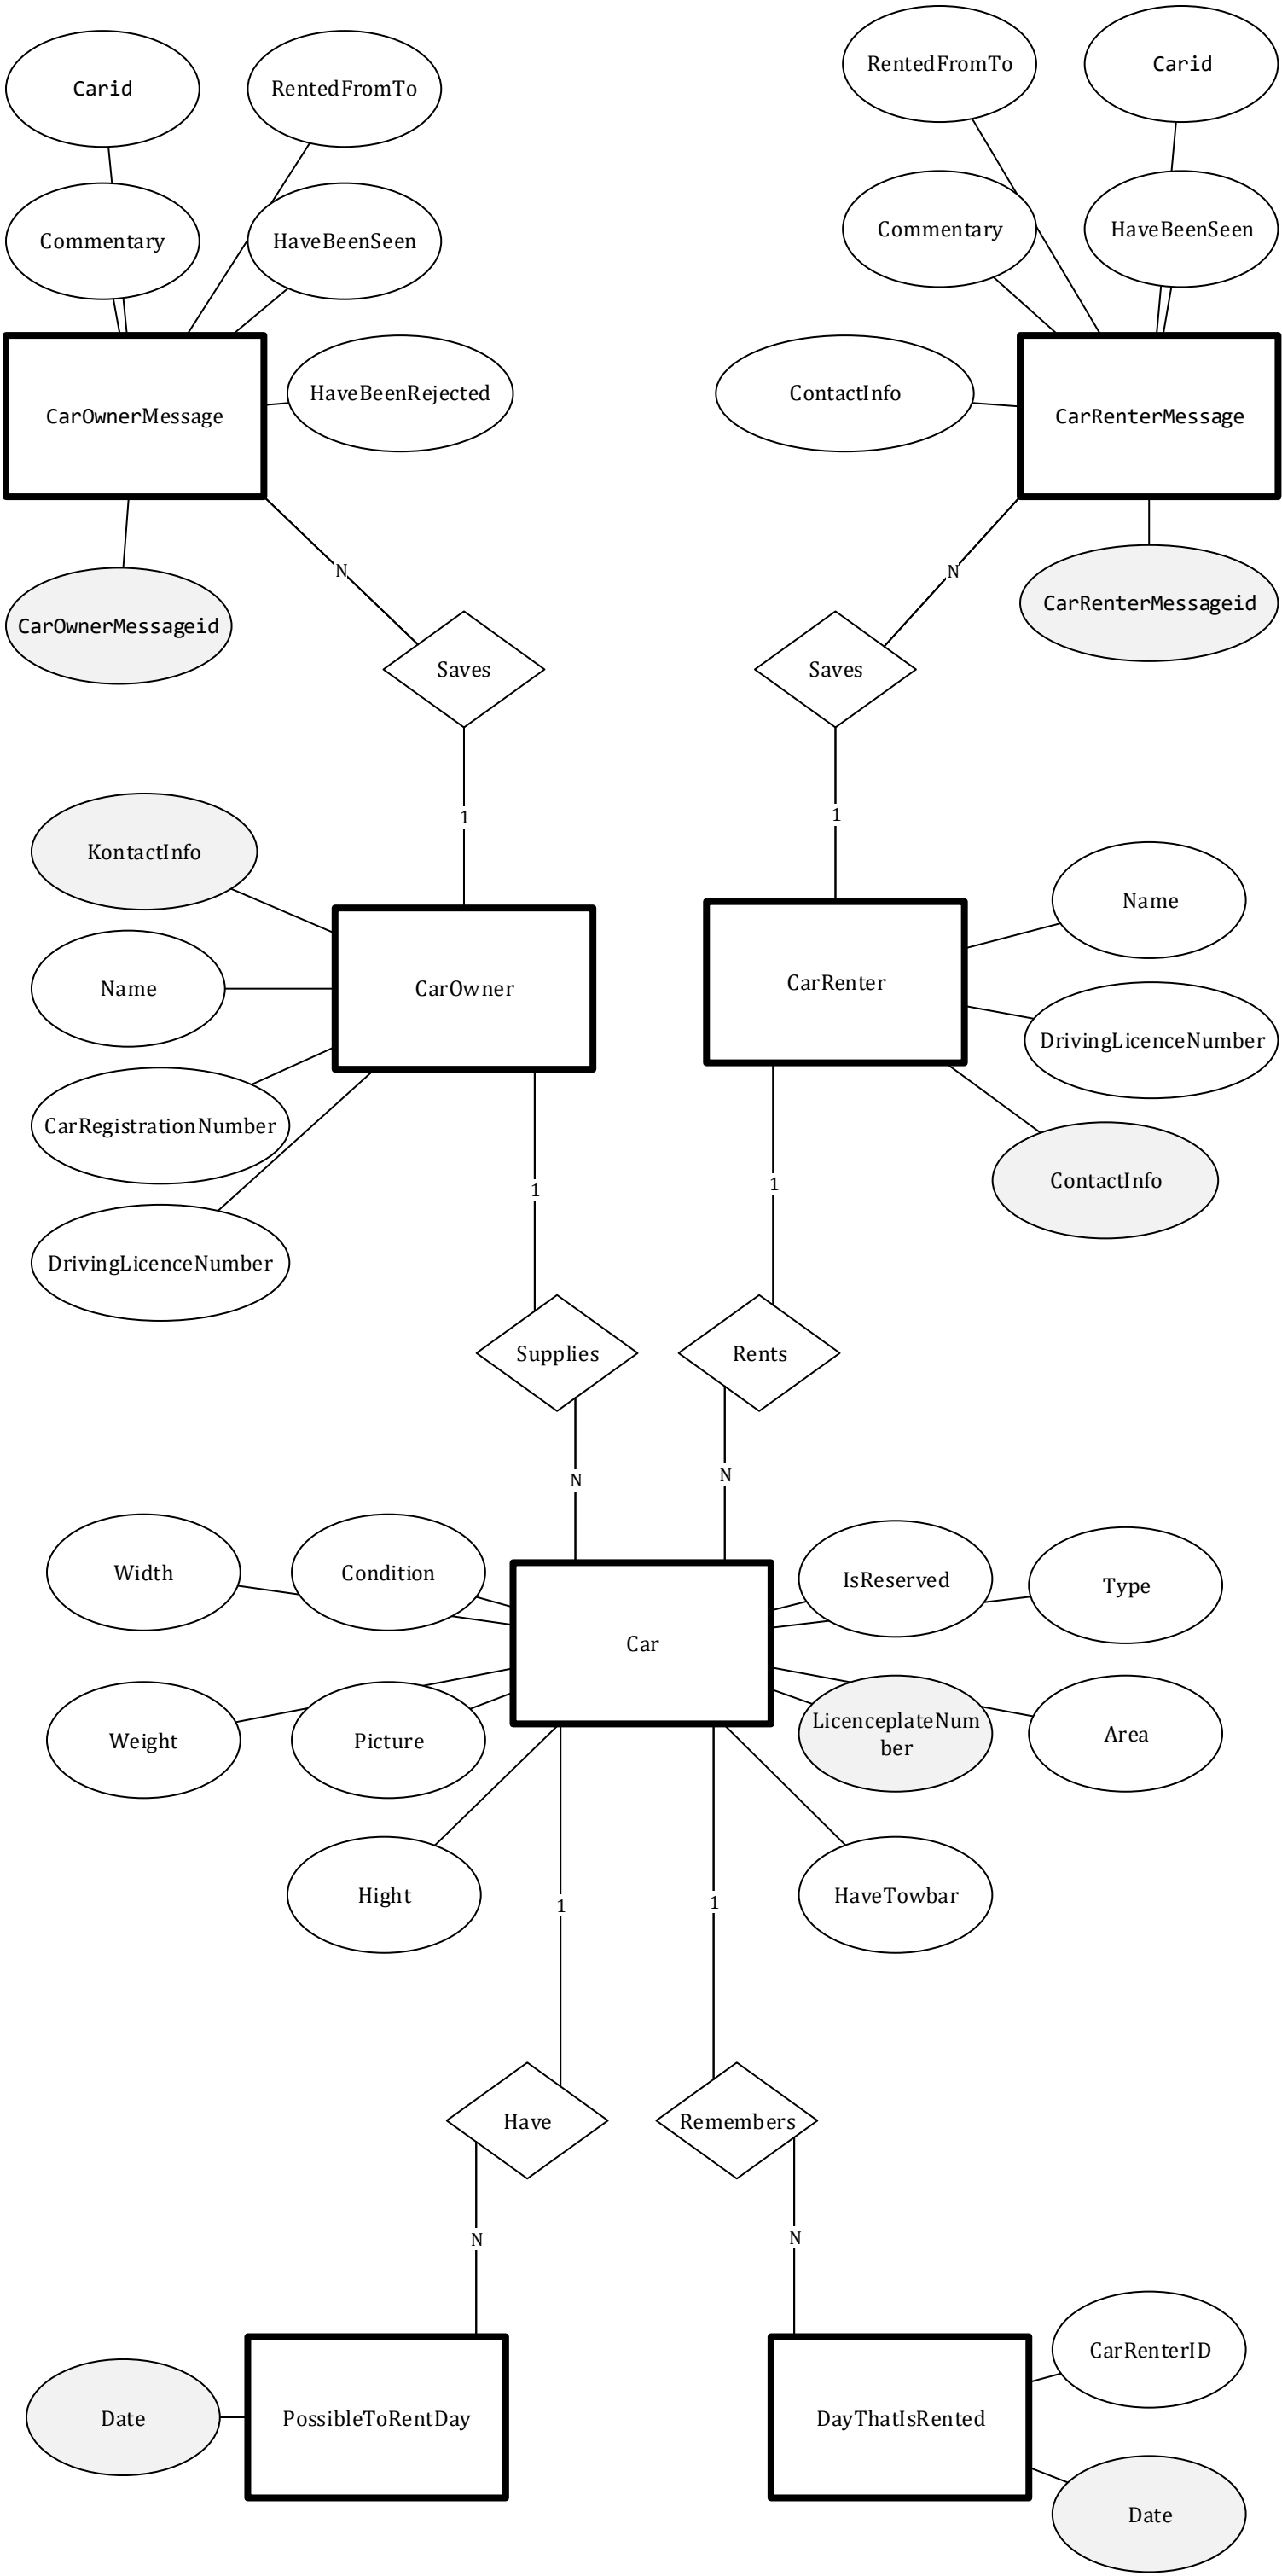 RentedFromTo
Carid
Carid
RentedFromTo
Commentary
HaveBeenSeen
Commentary
HaveBeenSeen
HaveBeenRejected
ContactInfo
CarOwnerMessage
CarRenterMessage
N
N
CarOwnerMessageid
CarRenterMessageid
Saves
Saves
1
1
KontactInfo
Name
Name
CarOwner
CarRenter
DrivingLicenceNumber
CarRegistrationNumber
ContactInfo
1
1
DrivingLicenceNumber
Supplies
Rents
N
N
Width
Condition
IsReserved
Type
Car
Weight
Picture
LicenceplateNum
ber
Area
Hight
HaveTowbar
1
1
Have
Remembers
N
N
CarRenterID
Date
PossibleToRentDay
DayThatIsRented
Date